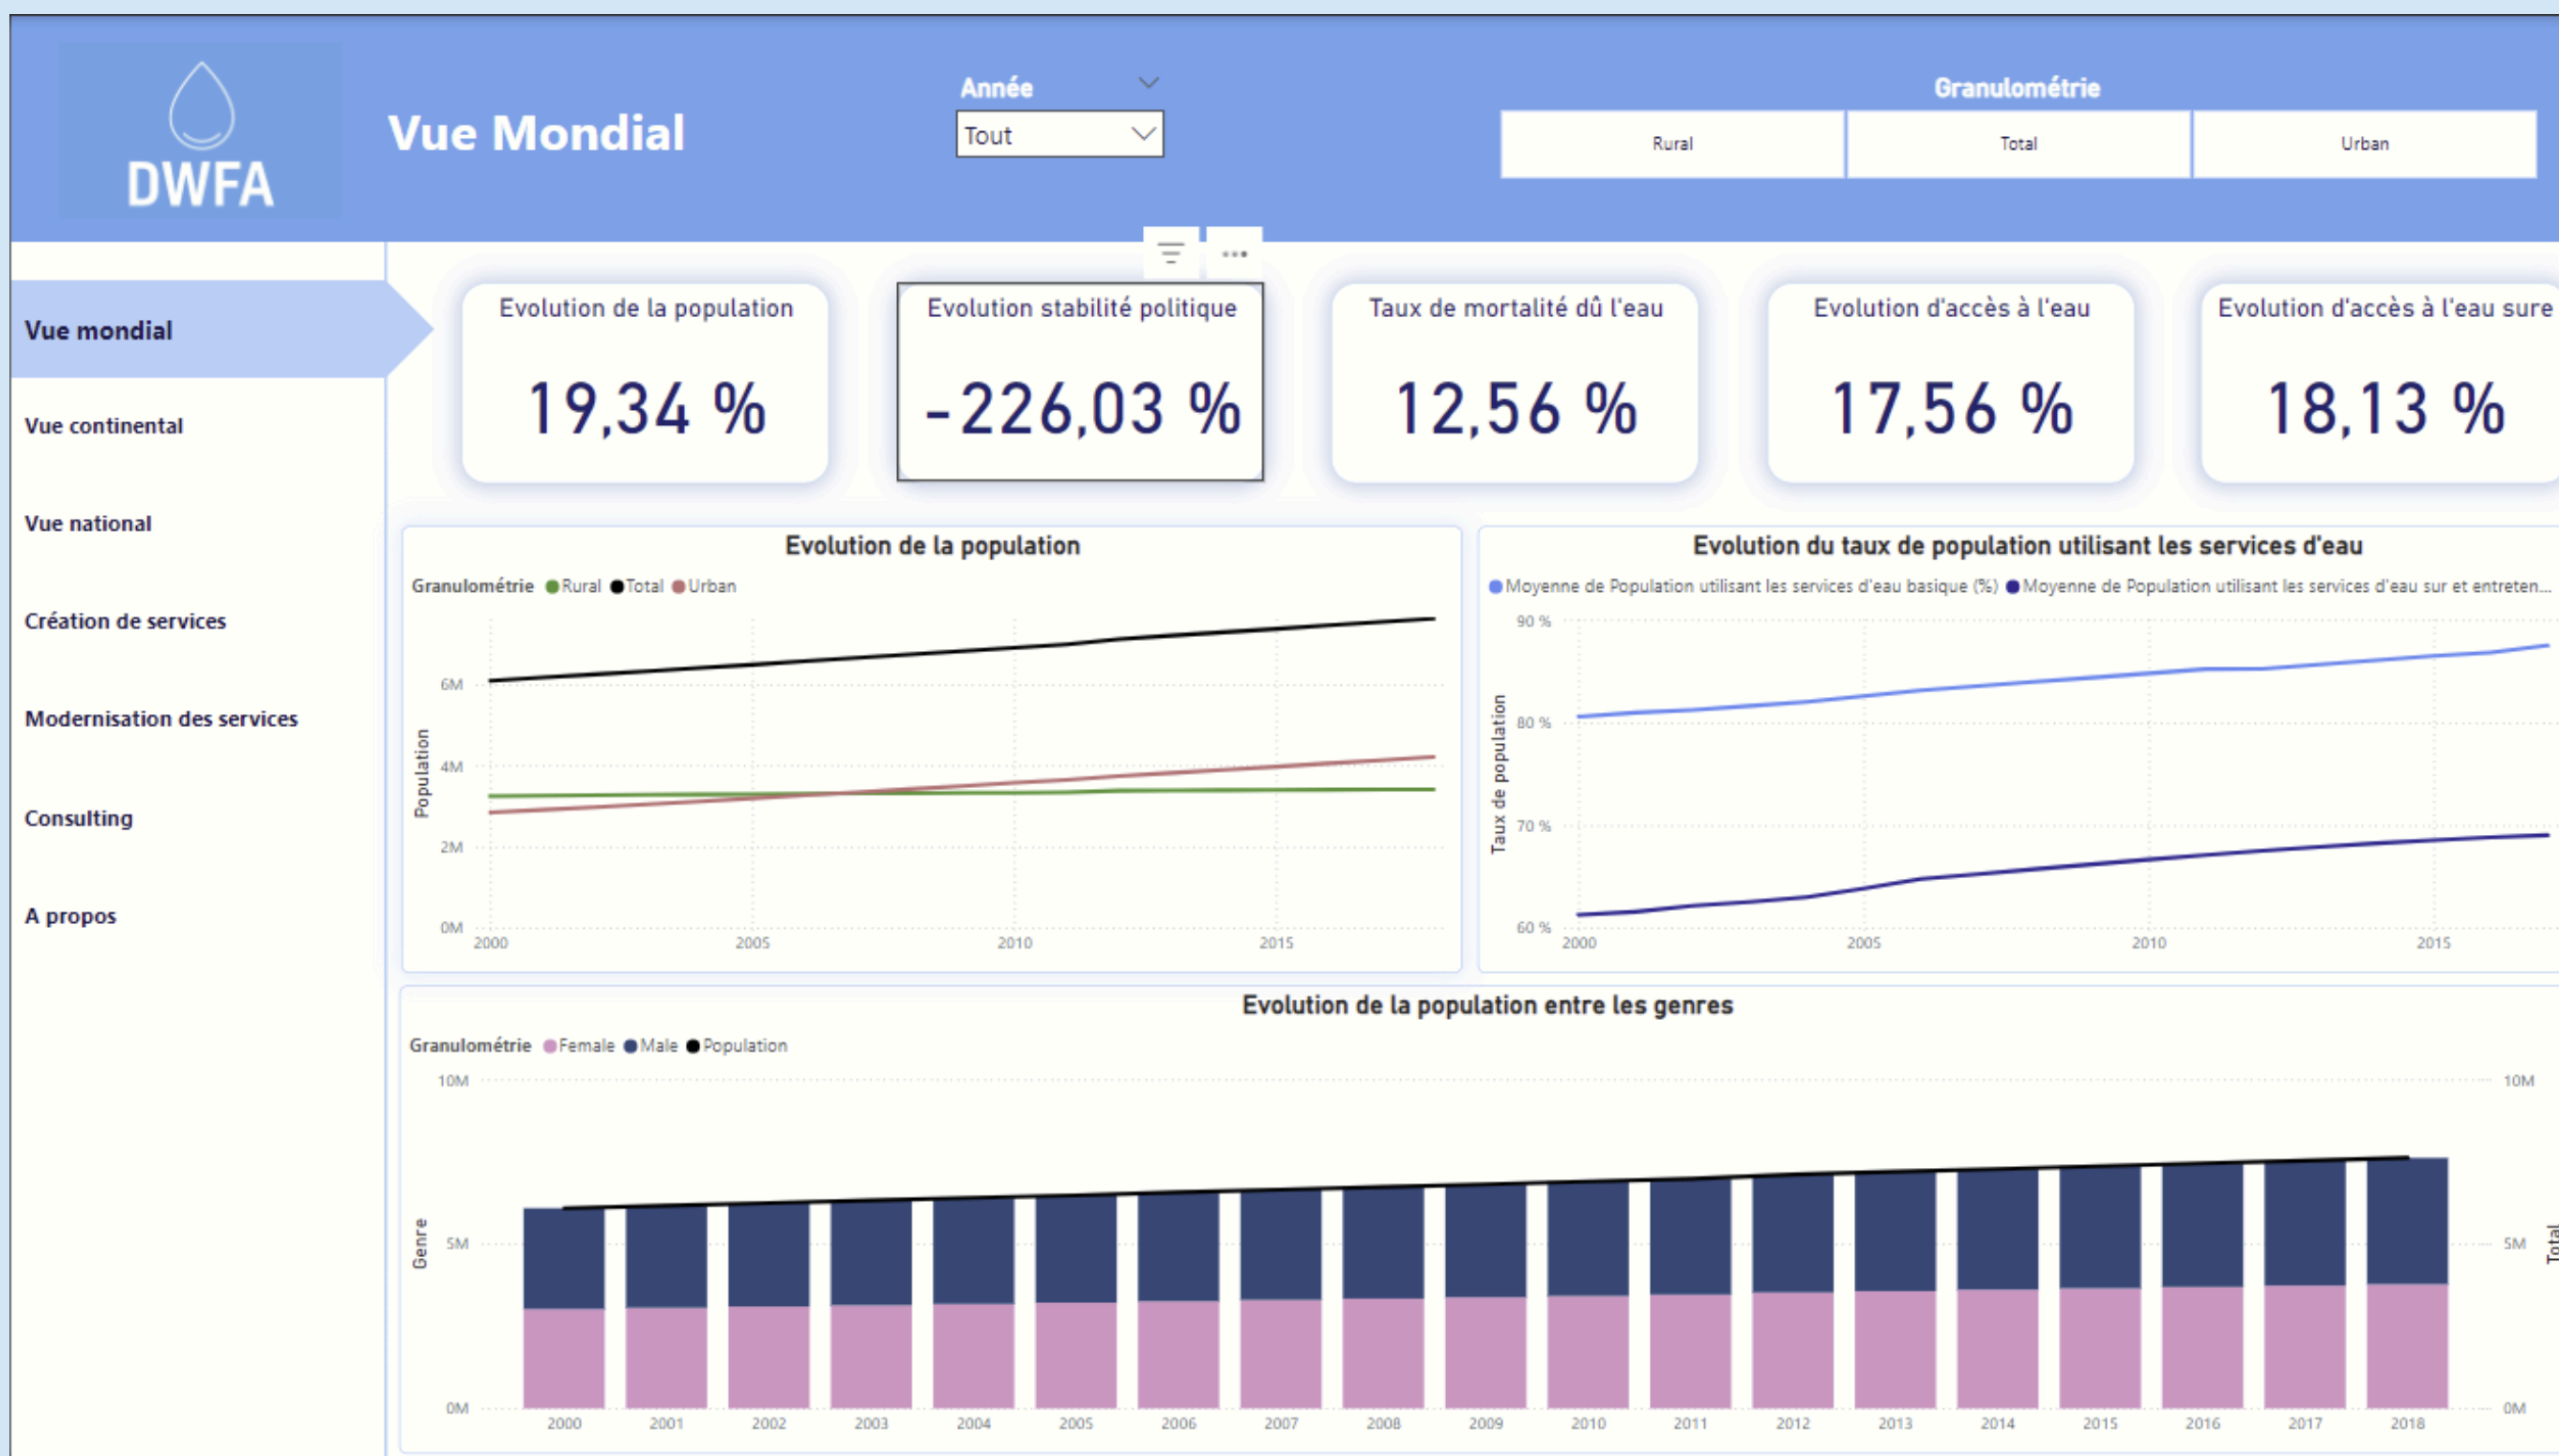 DWFA
Vue Mondial
Année
Tout
Granulométrie
Rural
Total
Urban
Vue mondial
Vue continental
Vue national
Création de services
Modernisation des services
Consulting
A propos
Evolution de la population
19,34 %
Evolution stabilité politique
-226,03 %
Taux de mortalité dû l'eau
12,56 %
Evolution d'accès à l'eau
17,56 %
Evolution d'accès à l'eau sure
18,13 %
Evolution de la population
Granulométrie Rural Total Urban
Population
6M
4M
2M
0M
2000 2005 2010 2015
Evolution du taux de population utilisant les services d'eau
Moyenne de Population utilisant les services d'eau basique (%) Moyenne de Population utilisant les services d'eau sur et entreten...
Taux de population
90 %
80 %
70 %
60 %
2000 2005 2010 2015
Evolution de la population entre les genres
Granulométrie Female Male Population
Genre
10M
5M
0M
10M
5M
0M
Total
2000 2001 2002 2003 2004 2005 2006 2007 2008 2009 2010 2011 2012 2013 2014 2015 2016 2017 2018